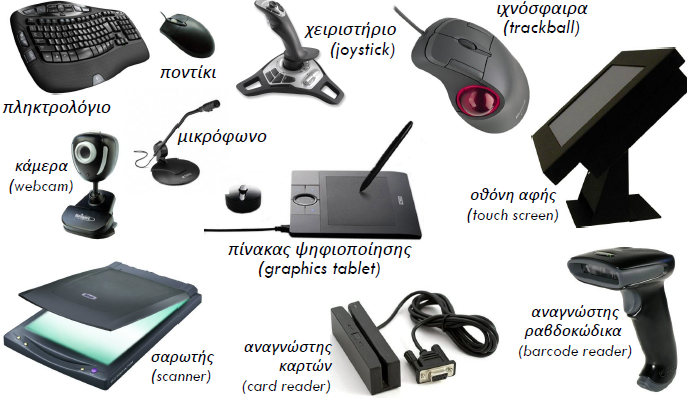 πληκτρολόγιο
ποντίκι
χειριστήριο
(joystick)
ιχνόσφαιρα
(trackball)
κάμερα
(webcam)
μικρόφωνο
πίνακας ψηφιοποίησης
(graphics tablet)
οθόνη αφής
(touch screen)
σαρωτής
(scanner)
αναγνώστης
καρτών
(card reader)
αναγνώστης
ραβδοκώδικα
(barcode reader)